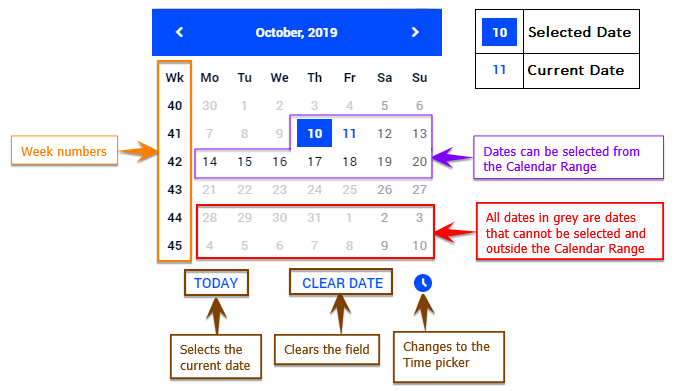 October, 2019
10 Selected Date
11 Current Date
Wk Mo Tu We Th Fr Sa Su
40 30 1 2 3 4 5 6
41 7 8 9 10 11 12 13
42 14 15 16 17 18 19 20
43 21 22 23 24 25 26 27
44 28 29 30 31 1 2 3
45 4 5 6 7 8 9 10
Week numbers
Dates can be selected from
the Calendar Range
All dates in grey are dates
that cannot be selected and
outside the Calendar Range
TODAY CLEAR DATE
Selects the
current date
Clears the field
Changes to the
Time picker